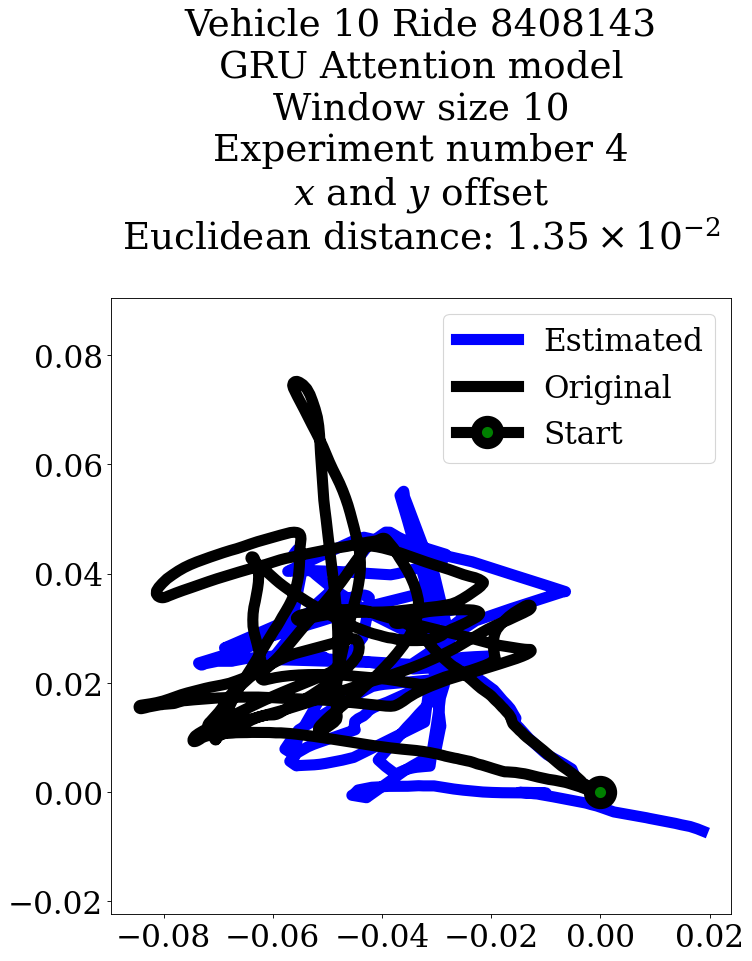 Vehicle 10 Ride 8408143
GRU Attention model
Window size 10
Experiment number 4
x and y offset
Euclidean distance: 1.35 × 10⁻²
Estimated
Original
Start
0.08
0.06
0.04
0.02
0.00
−0.02
−0.08 −0.06 −0.04 −0.02 0.00 0.02